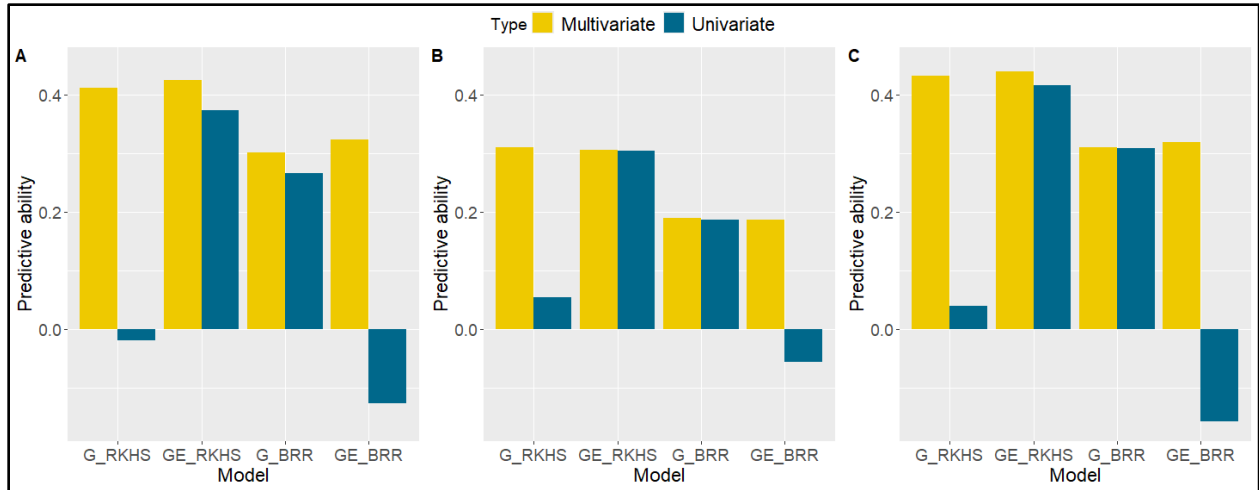 Type Multivariate Univariate
A
Predictive ability
0.4
0.2
0.0
G_RKHS GE_RKHS G_BRR GE_BRR
Model
B
Predictive ability
0.4
0.2
0.0
G_RKHS GE_RKHS G_BRR GE_BRR
Model
C
Predictive ability
0.4
0.2
0.0
G_RKHS GE_RKHS G_BRR GE_BRR
Model